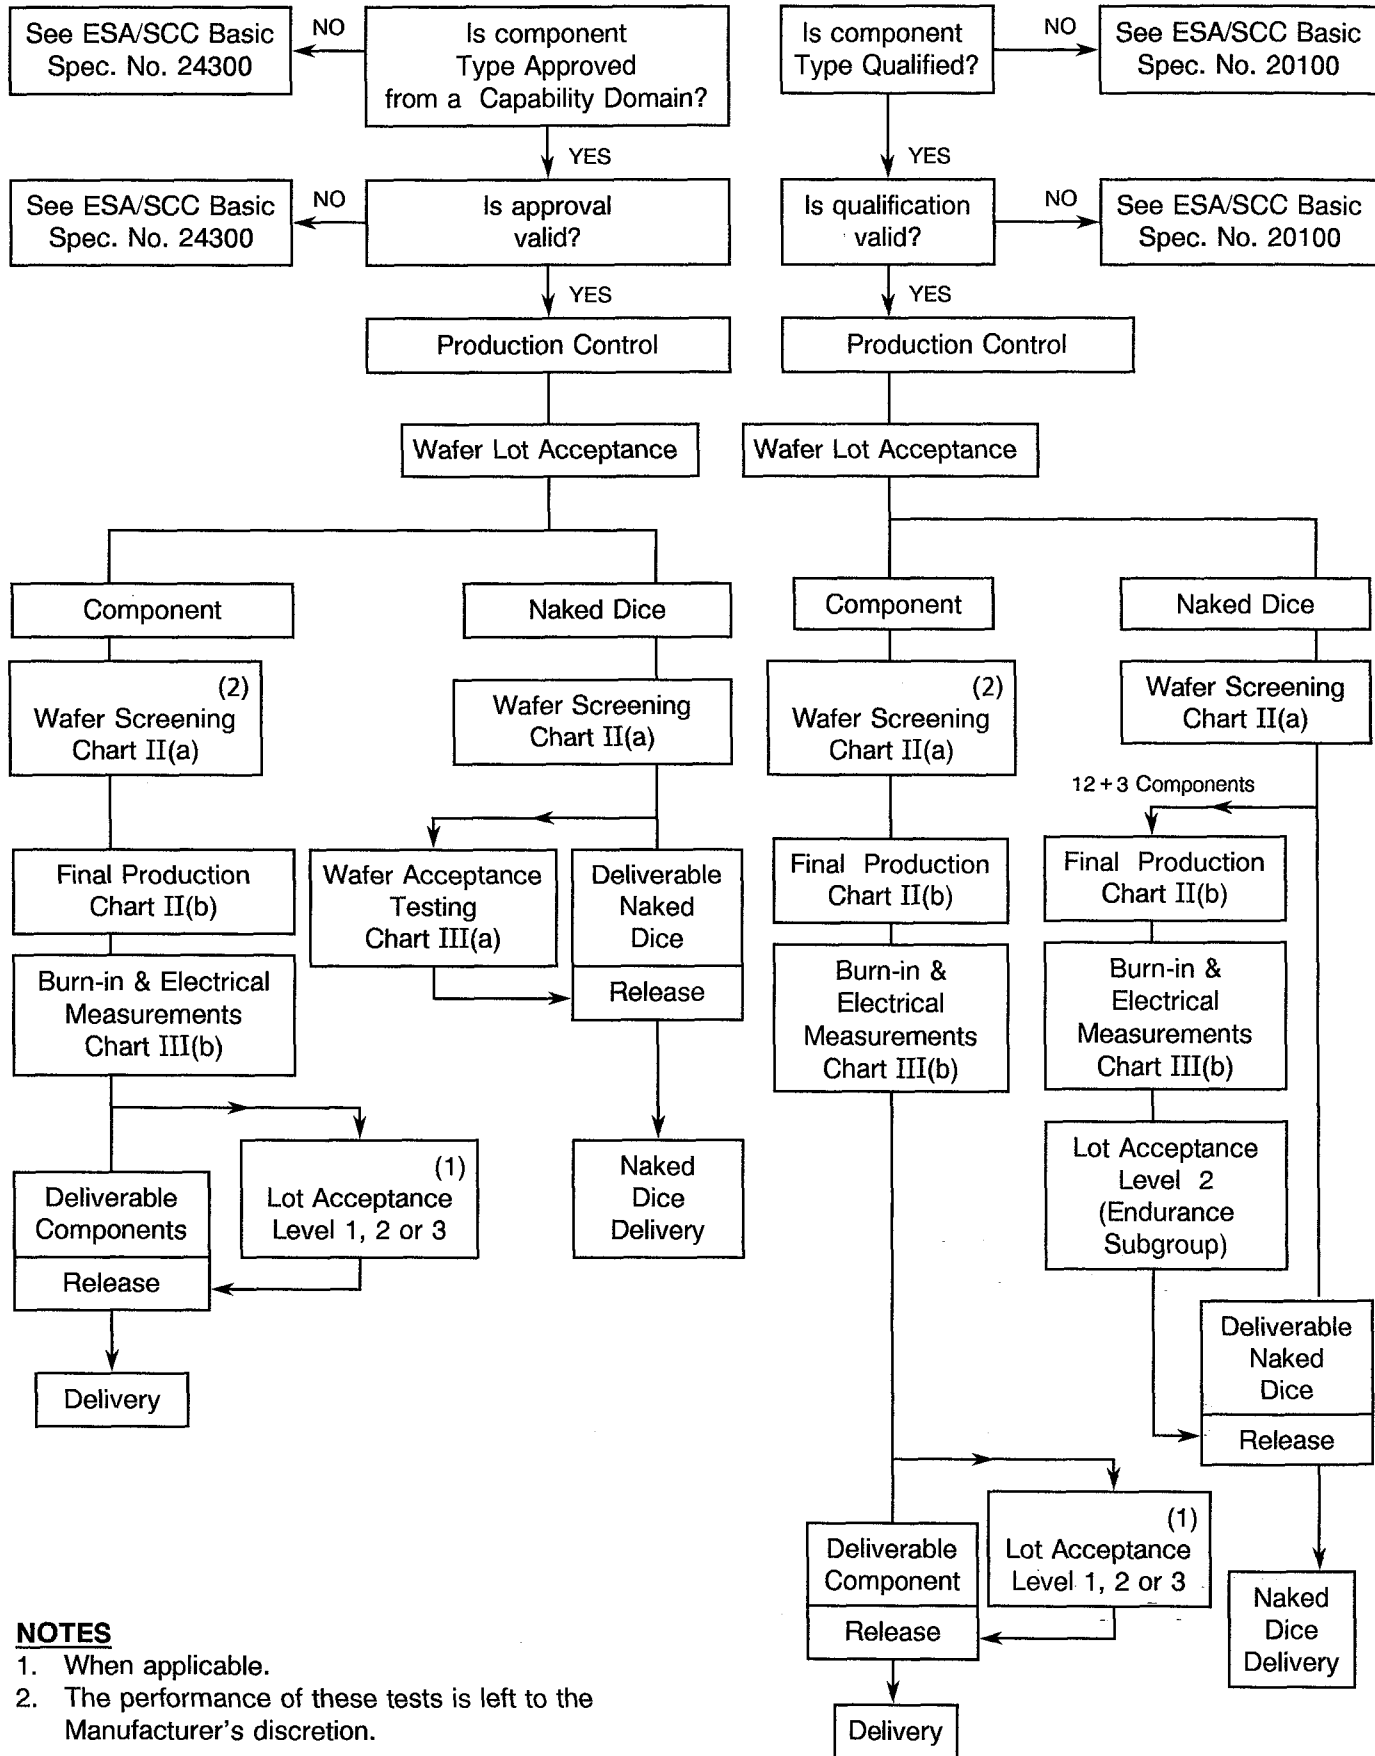 See ESA/SCC Basic
Spec. No. 24300
NO
Is component
Type Approved
from a Capability Domain?
Is component
Type Qualified?
NO
See ESA/SCC Basic
Spec. No. 20100
YES
YES
See ESA/SCC Basic
Spec. No. 24300
NO
Is approval
valid?
Is qualification
valid?
NO
See ESA/SCC Basic
Spec. No. 20100
YES
YES
Production Control
Production Control
Wafer Lot Acceptance
Wafer Lot Acceptance
Component
Naked Dice
Component
Naked Dice
(2)
Wafer Screening
Chart II(a)
Wafer Screening
Chart II(a)
(2)
Wafer Screening
Chart II(a)
Wafer Screening
Chart II(a)
12+3 Components
Final Production
Chart II(b)
Wafer Acceptance
Testing
Chart III(a)
Deliverable
Naked
Dice
Release
Final Production
Chart II(b)
Final Production
Chart II(b)
Burn-in & Electrical
Measurements
Chart III(b)
Burn-in &
Electrical
Measurements
Chart III(b)
Burn-in &
Electrical
Measurements
Chart III(b)
Deliverable
Components
Release
(1)
Lot Acceptance
Level 1, 2 or 3
Naked
Dice
Delivery
Lot Acceptance
Level 2
(Endurance
Subgroup)
Delivery
Deliverable
Naked
Dice
Release
Deliverable
Component
Release
(1)
Lot Acceptance
Level 1, 2 or 3
Naked
Dice
Delivery
Delivery
NOTES
1. When applicable.
2. The performance of these tests is left to the
Manufacturer's discretion.